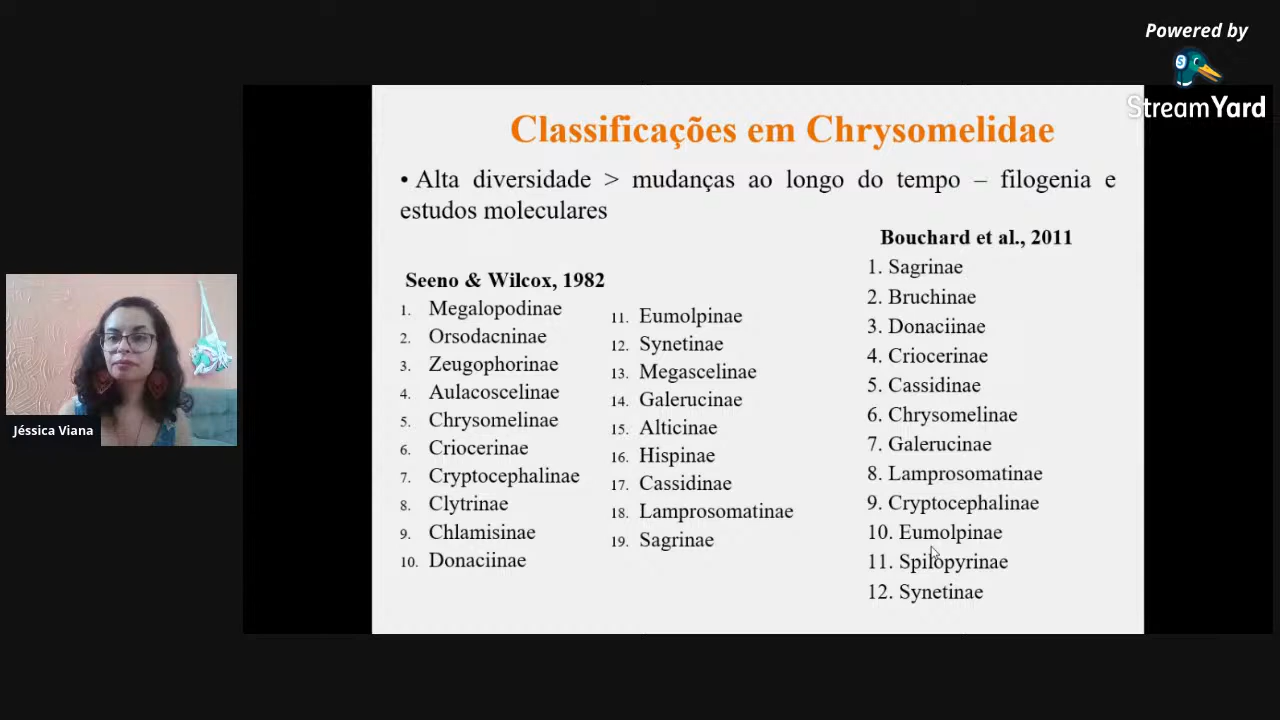 Powered by
StreamYard
Classificações em Chrysomelidae
• Alta diversidade > mudanças ao longo do tempo – filogenia e
estudos moleculares
Seeno & Wilcox, 1982
1. Megalopodinae
2. Orsodacninae
3. Zeugophorinae
4. Aulacoscelinae
5. Chrysomelinae
6. Criocerinae
7. Cryptocephalinae
8. Clytrinae
9. Chlamisinae
10. Donaciinae
11. Eumolpinae
12. Synetinae
13. Megascelinae
14. Galerucinae
15. Alticinae
16. Hispinae
17. Cassidinae
18. Lamprosomatinae
19. Sagrinae
Bouchard et al., 2011
1. Sagrinae
2. Bruchinae
3. Donaciinae
4. Criocerinae
5. Cassidinae
6. Chrysomelinae
7. Galerucinae
8. Lamprosomatinae
9. Cryptocephalinae
10. Eumolpinae
11. Spilopyrinae
12. Synetinae
Jéssica Viana